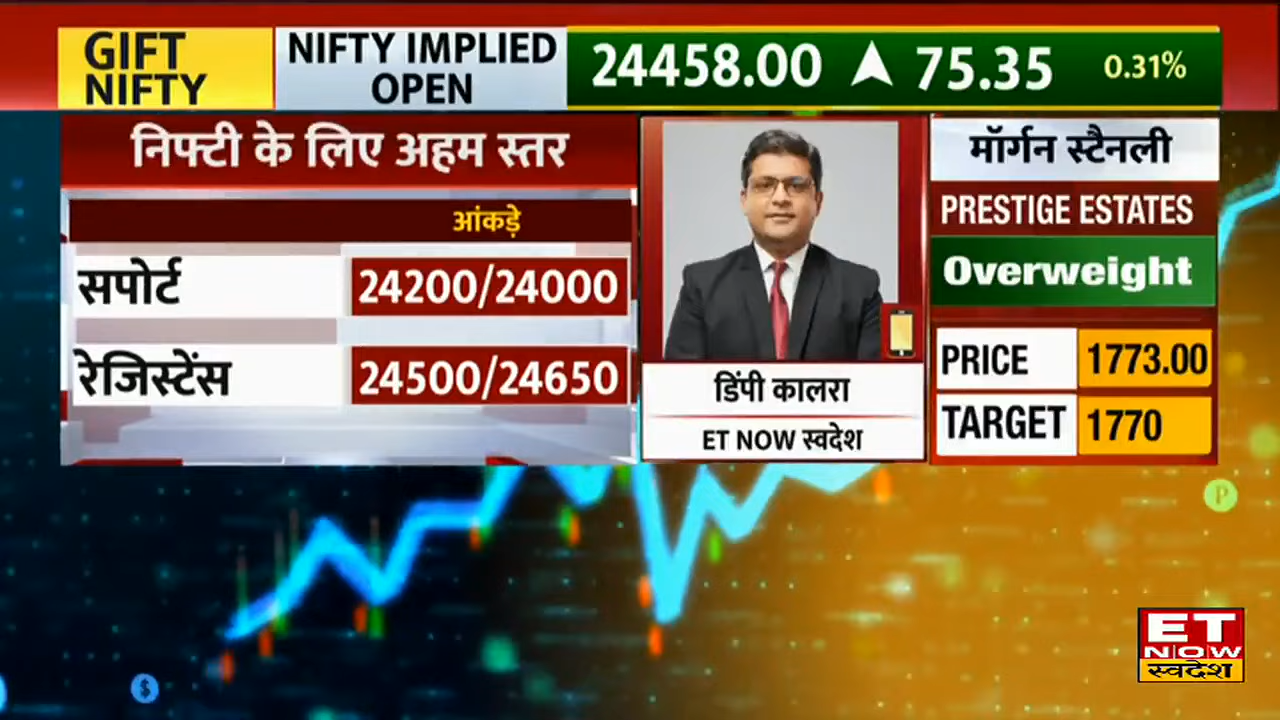 GIFT
NIFTY
NIFTY IMPLIED
OPEN
24458.00 ▲ 75.35 0.31%
निफ्टी के लिए अहम स्तर
आंकड़े
सपोर्ट 24200/24000
रेजिस्टेंस 24500/24650
डिंपी कालरा
ET NOW स्वदेश
मॉर्गन स्टैनली
PRESTIGE ESTATES
Overweight
PRICE 1773.00
TARGET 1770
P
$
ET
NOW
स्वदेश